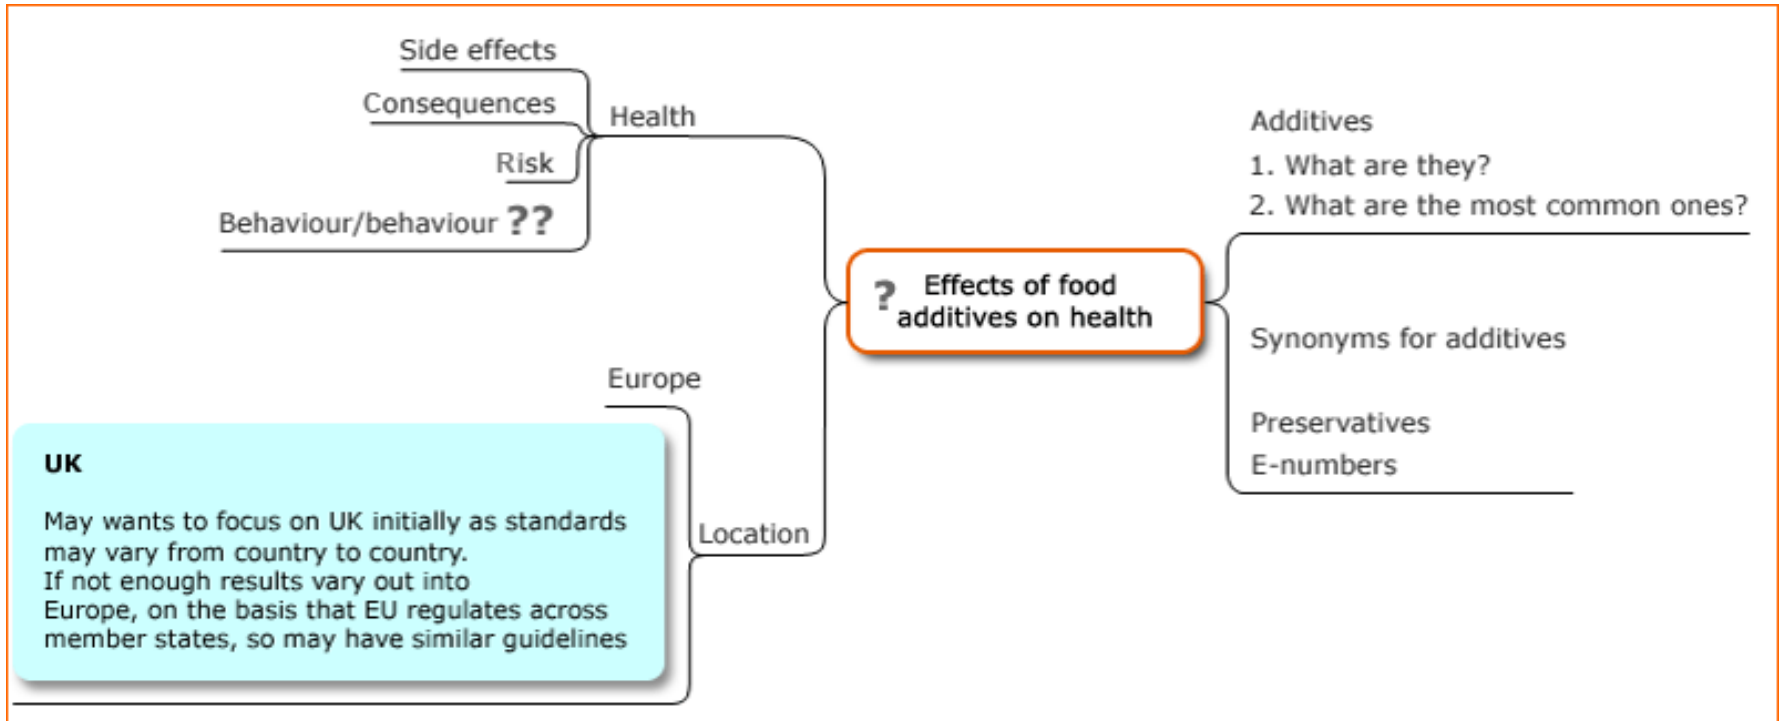 Side effects
Consequences
Risk
Behaviour/behaviour ??
Health
Additives
1. What are they?
2. What are the most common ones?
? Effects of food
additives on health
Synonyms for additives
Preservatives
E-numbers
Europe
Location
UK
May wants to focus on UK initially as standards
may vary from country to country.
If not enough results vary out into
Europe, on the basis that EU regulates across
member states, so may have similar guidelines